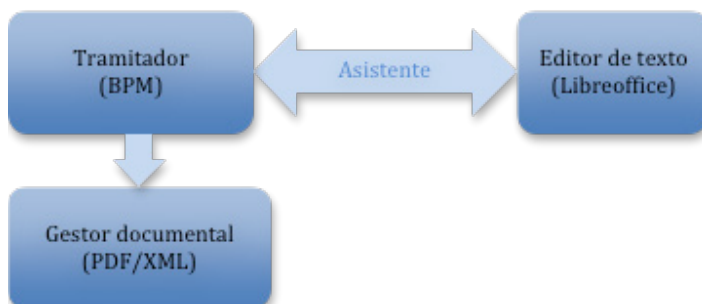 Tramitador
(BPM)
Asistente
Editor de texto
(Libreoffice)
Gestor documental
(PDF/XML)